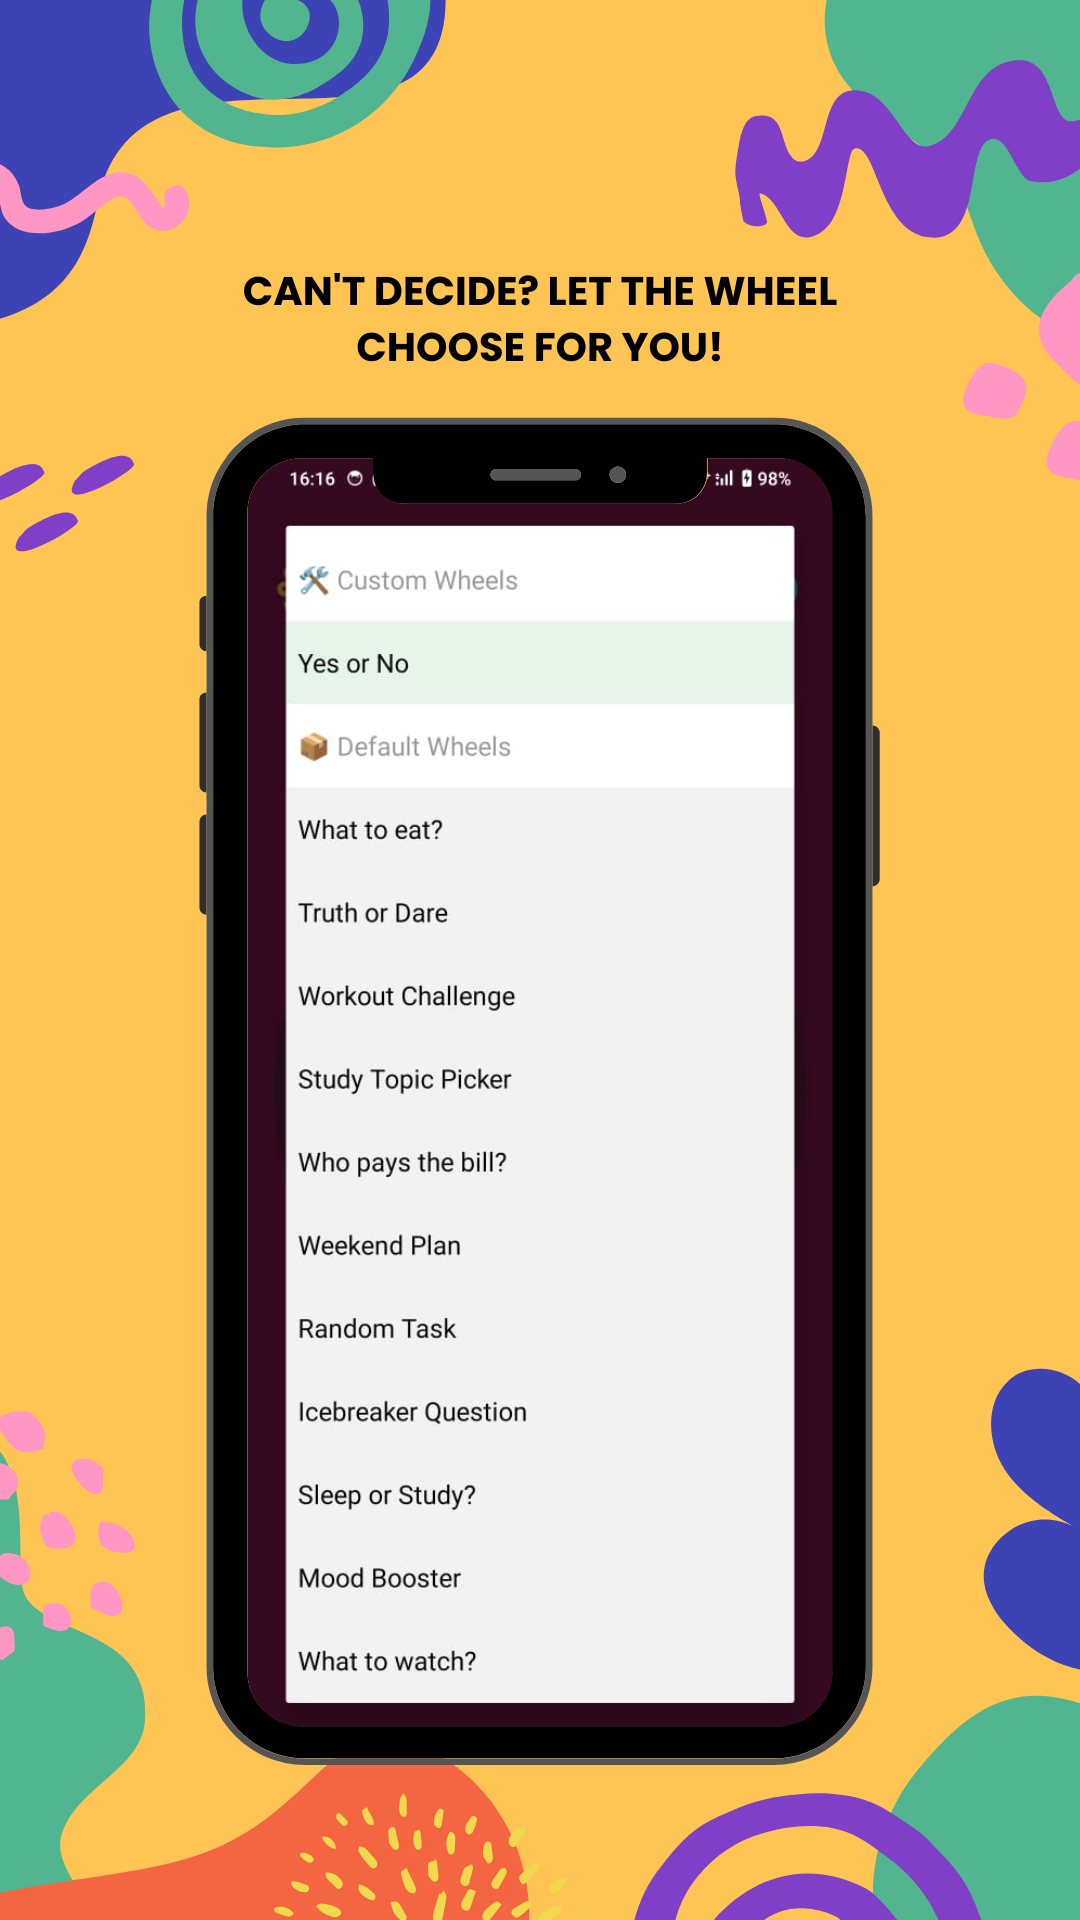 CAN'T DECIDE? LET THE WHEEL
CHOOSE FOR YOU!
16:16 98%
🛠️ Custom Wheels
Yes or No
📦 Default Wheels
What to eat?
Truth or Dare
Workout Challenge
Study Topic Picker
Who pays the bill?
Weekend Plan
Random Task
Icebreaker Question
Sleep or Study?
Mood Booster
What to watch?